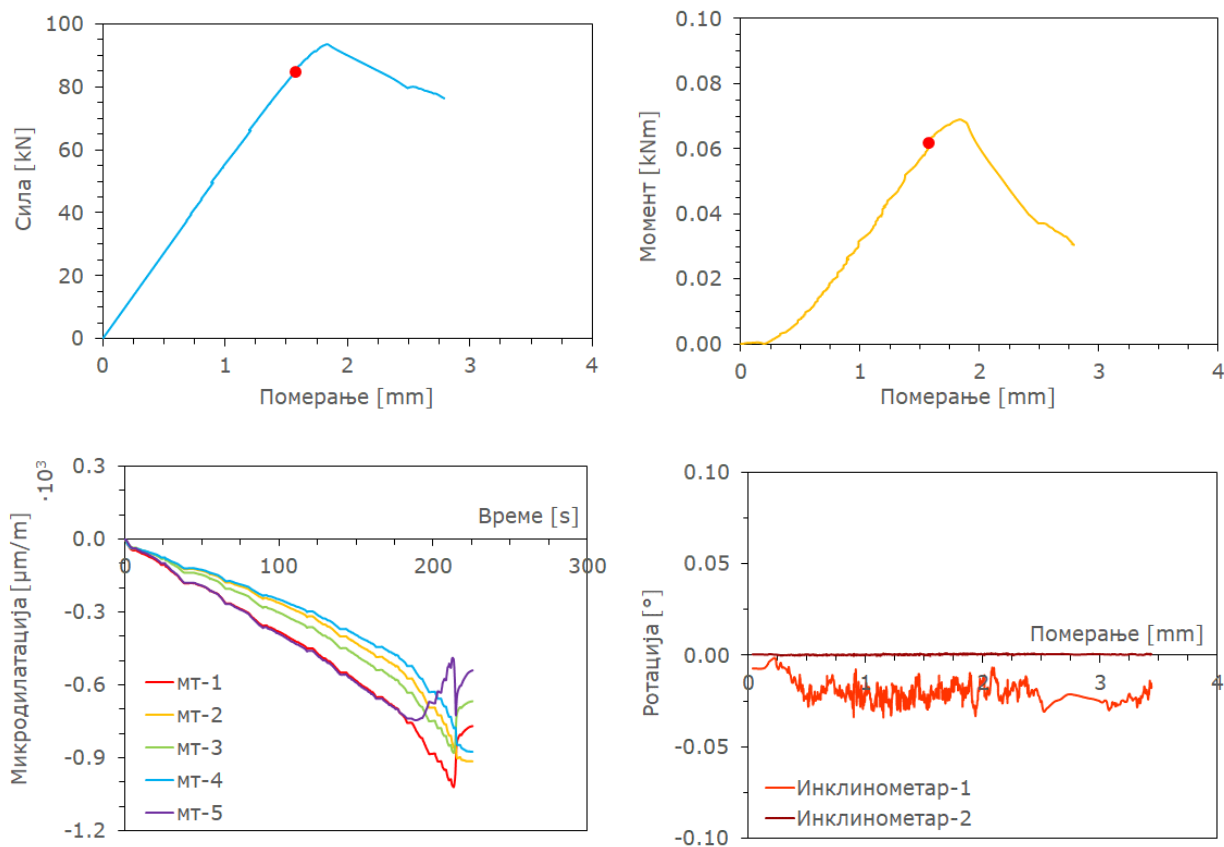 100
80
60
40
20
0
Сила [kN]
0 1 2 3 4
Померање [mm]
0.10
0.08
0.06
0.04
0.02
0.00
Момент [kNm]
0 1 2 3 4
Померање [mm]
·10³
0.3
0.0
-0.3
-0.6
-0.9
-1.2
Микродилатација [μm/m]
Време [s]
0 100 200 300
мт-1
мт-2
мт-3
мт-4
мт-5
0.10
0.05
0.00
-0.05
-0.10
Ротација [°]
Померање [mm]
0 1 2 3 4
Инклинометар-1
Инклинометар-2